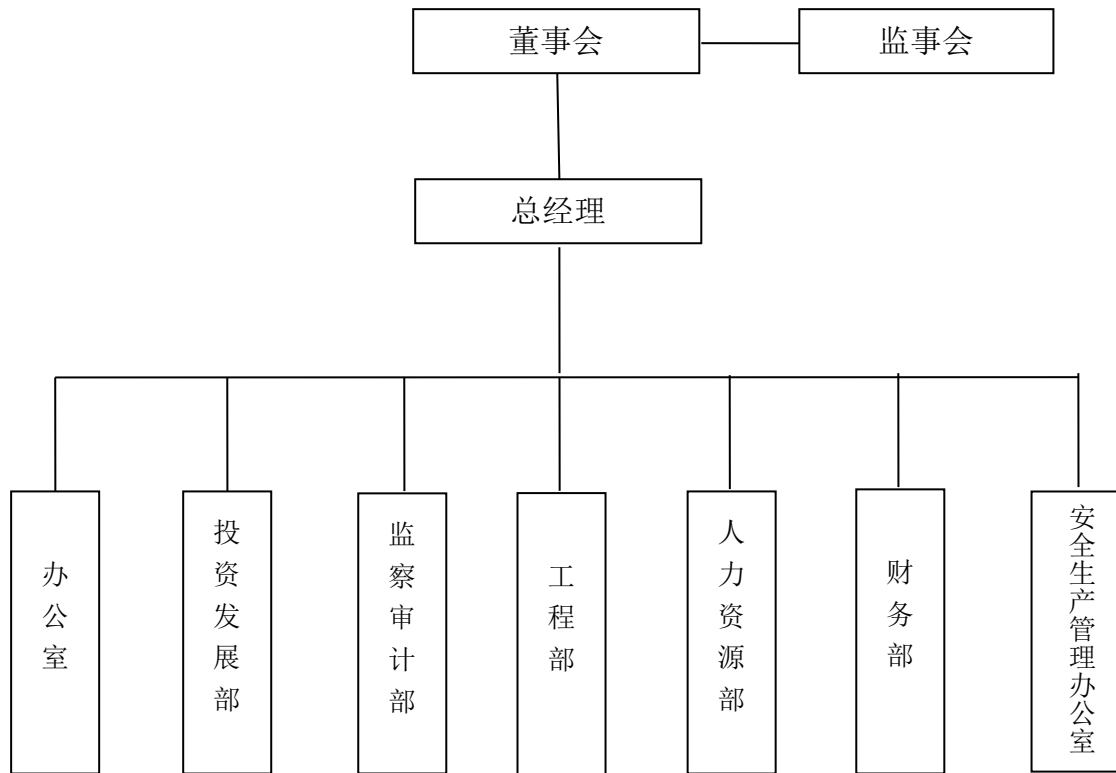 董事会
监事会
总经理
办公室
投资发展部
监察审计部
工程部
人力资源部
财务部
安全生产管理办公室